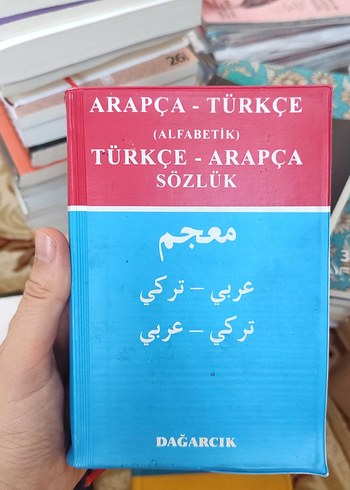 ARAPÇA - TÜRKÇE
(ALFABETİK)
TÜRKÇE - ARAPÇA
SÖZLÜK
معجم
عربي – تركي
تركي – عربي
DAĞARCIK